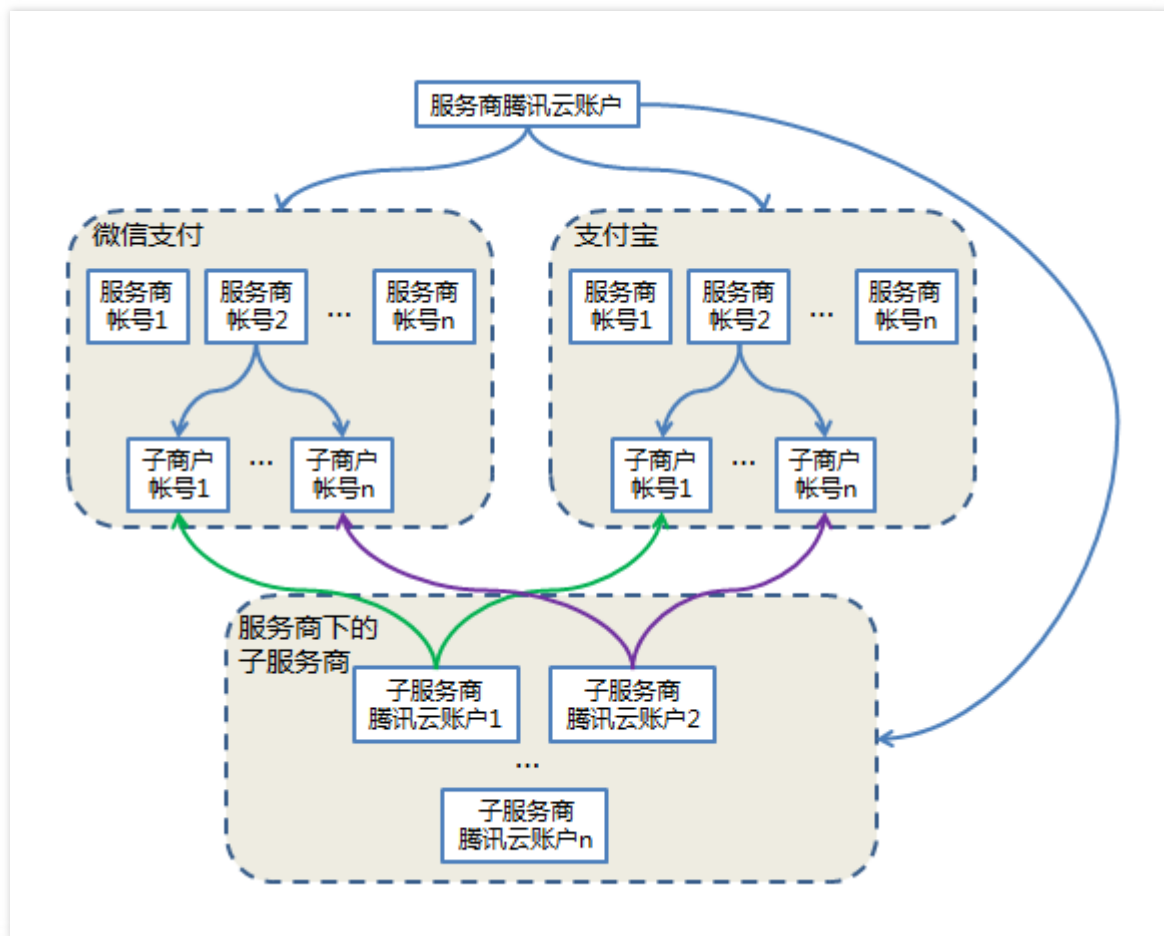 服务商腾讯云账户
微信支付
服务商
帐号1
服务商
帐号2
...
服务商
帐号n
子商户
帐号1
...
子商户
帐号n
支付宝
服务商
帐号1
服务商
帐号2
...
服务商
帐号n
子商户
帐号1
...
子商户
帐号n
服务商下的
子服务商
子服务商
腾讯云账户1
子服务商
腾讯云账户2
...
子服务商
腾讯云账户n